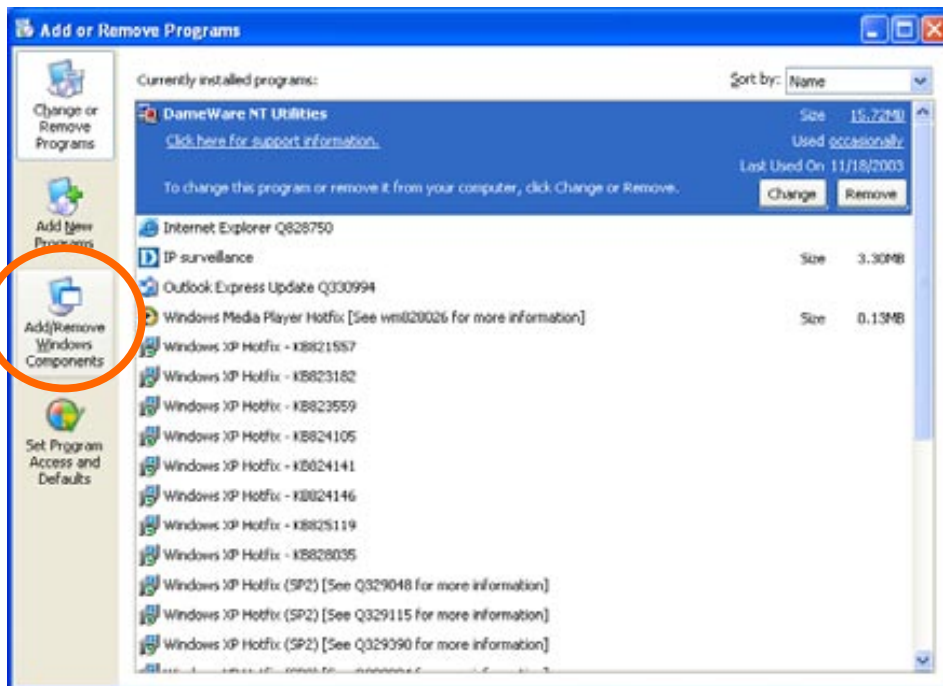 Add or Remove Programs
Change or
Remove
Programs
Add New
Programs
Add/Remove
Windows
Components
Set Program
Access and
Defaults
Currently installed programs:
Sort by: Name
DameWare NT Utilities Size 15.72MB
Click here for support information. Used occasionally
Last Used On 11/18/2003
To change this program or remove it from your computer, click Change or Remove. Change Remove
Internet Explorer Q828750
IP surveillance Size 3.30MB
Outlook Express Update Q330994
Windows Media Player Hotfix [See wm828026 for more information] Size 0.13MB
Windows XP Hotfix - KB821557
Windows XP Hotfix - KB823182
Windows XP Hotfix - KB823559
Windows XP Hotfix - KB824105
Windows XP Hotfix - KB824141
Windows XP Hotfix - KB824146
Windows XP Hotfix - KB825119
Windows XP Hotfix - KB828035
Windows XP Hotfix (SP2) [See Q329048 for more information]
Windows XP Hotfix (SP2) [See Q329115 for more information]
Windows XP Hotfix (SP2) [See Q329390 for more information]